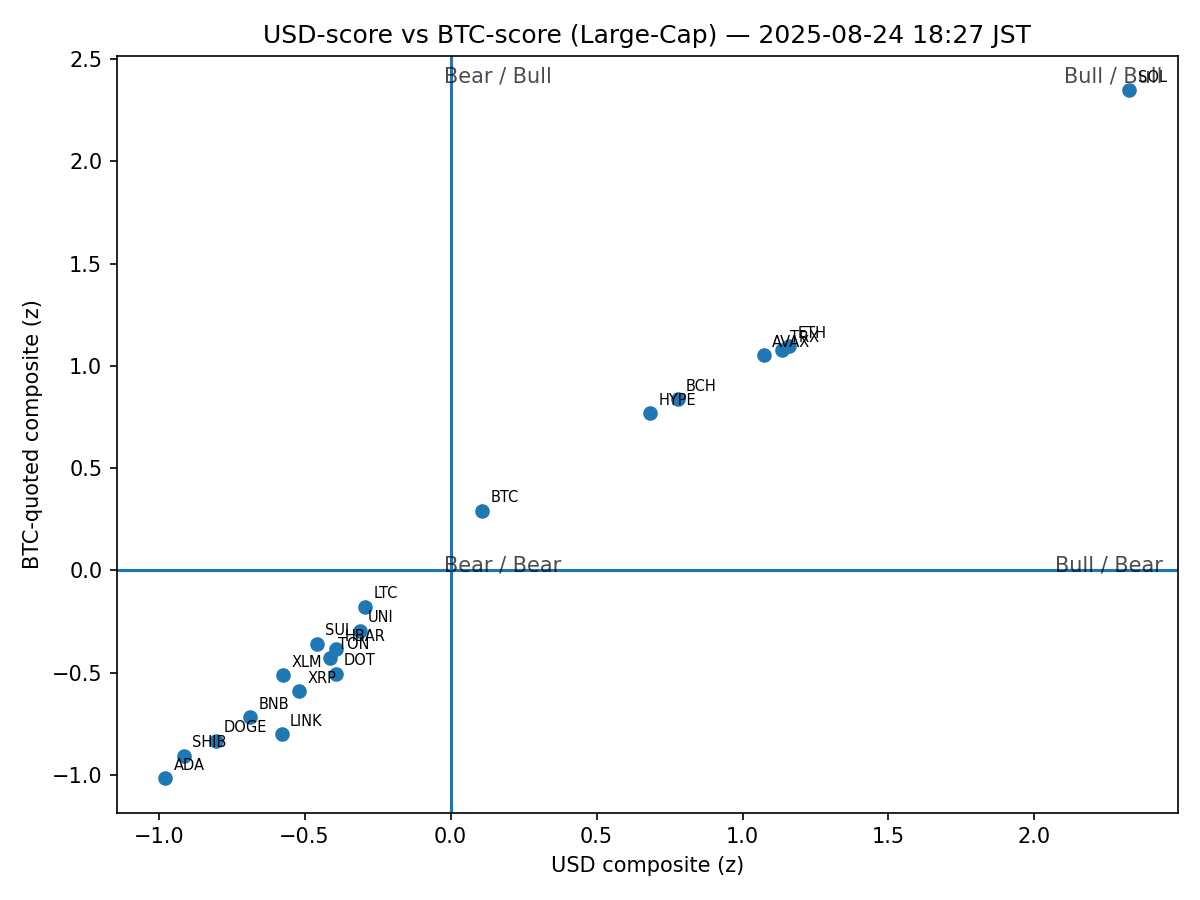 USD-score vs BTC-score (Large-Cap) — 2025-08-24 18:27 JST
Bear / Bull
Bull / Bull
SOL
2.5
2.0
1.5
1.0
0.5
0.0
−0.5
−1.0
BTC-quoted composite (z)
ETH
TRX
AVAX
BCH
HYPE
BTC
Bear / Bear
Bull / Bear
LTC
UNI
SUI
HBAR
TON
DOT
XLM
XRP
BNB
LINK
DOGE
SHIB
ADA
−1.0
−0.5
0.0
0.5
1.0
1.5
2.0
USD composite (z)